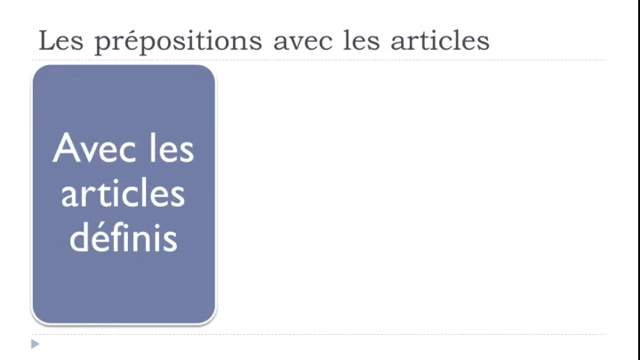 Les prépositions avec les articles
Avec les
articles
définis